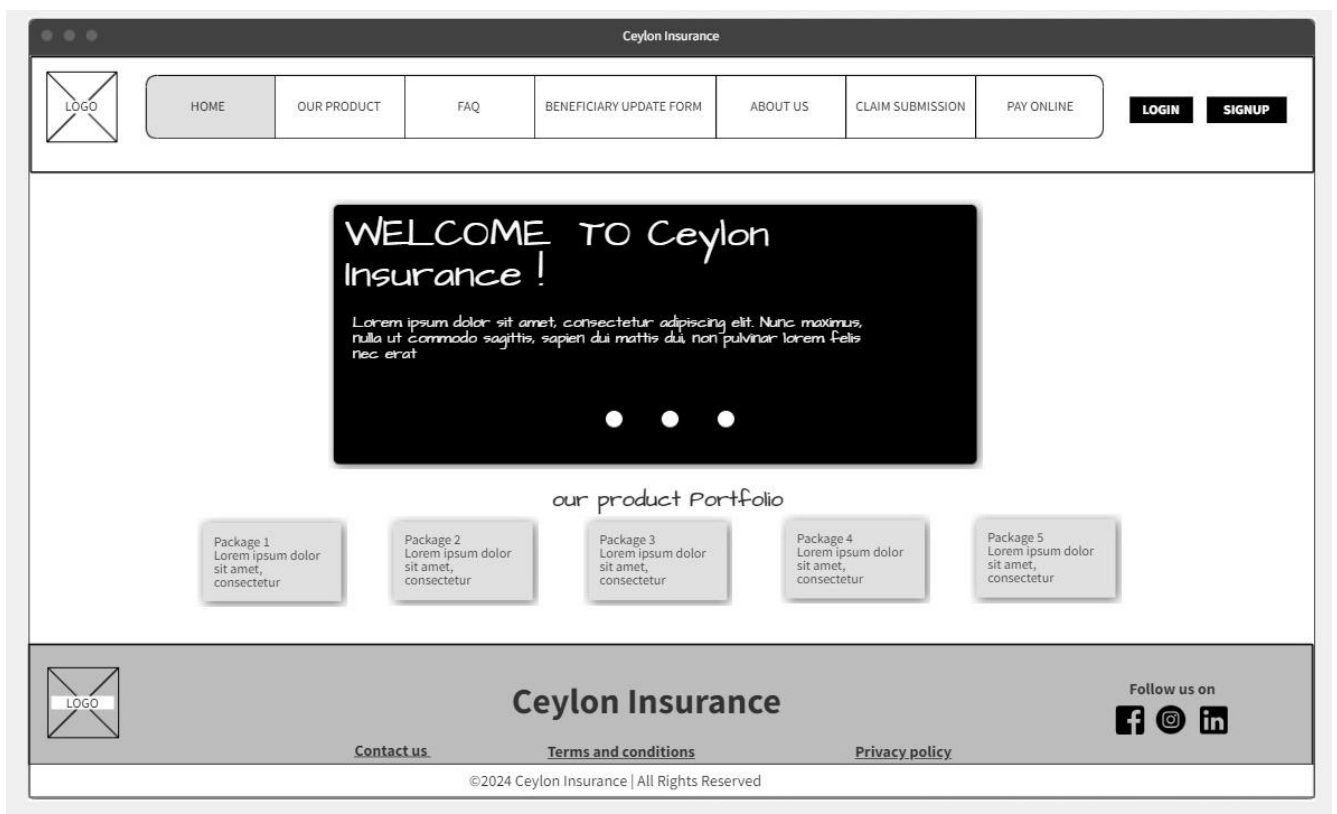 Ceylon Insurance
LOGO
HOME
OUR PRODUCT
FAQ
BENEFICIARY UPDATE FORM
ABOUT US
CLAIM SUBMISSION
PAY ONLINE
LOGIN
SIGNUP
WELCOME TO Ceylon
Insurance !
Lorem ipsum dolor sit amet, consectetur adipiscing elit. Nunc maximus,
nulla ut commodo sagittis, sapien dui mattis dui, non pulvinar lorem felis
nec erat
our product Portfolio
Package 1
Lorem ipsum dolor
sit amet,
consectetur
Package 2
Lorem ipsum dolor
sit amet,
consectetur
Package 3
Lorem ipsum dolor
sit amet,
consectetur
Package 4
Lorem ipsum dolor
sit amet,
consectetur
Package 5
Lorem ipsum dolor
sit amet,
consectetur
LOGO
Ceylon Insurance
Follow us on
Contact us
Terms and conditions
Privacy policy
©2024 Ceylon Insurance | All Rights Reserved